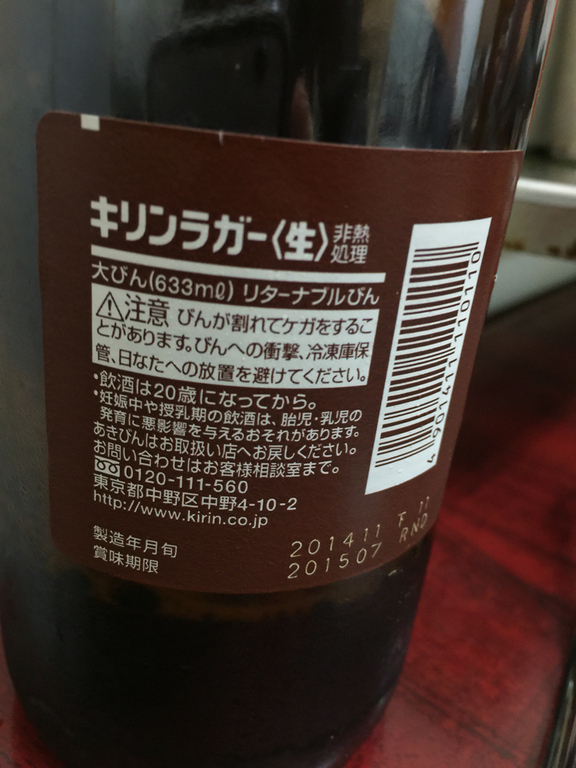 キリンラガー〈生〉非熱処理
大びん(633mℓ) リターナブルびん
⚠注意 びんが割れてケガをするこ
とがあります。びんへの衝撃、冷凍庫保
管、日なたへの放置を避けてください。
・飲酒は20歳になってから。
・妊娠中や授乳期の飲酒は、胎児・乳児の
発育に悪影響を与えるおそれがあります。
あきびんはお取扱い店へお戻しください。
お問い合わせはお客様相談室まで。
0120-111-560
東京都中野区中野4-10-2
http://www.kirin.co.jp
製造年月旬 201411 下 11
賞味期限 201507 RND
4 901411 110110